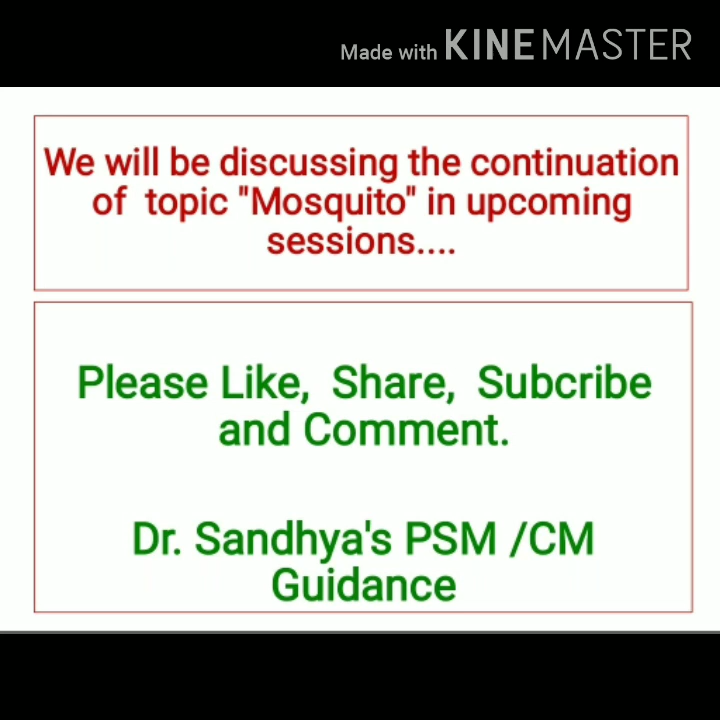 Made with KINEMASTER
We will be discussing the continuation
of topic "Mosquito" in upcoming
sessions....
Please Like, Share, Subcribe
and Comment.
Dr. Sandhya's PSM /CM
Guidance